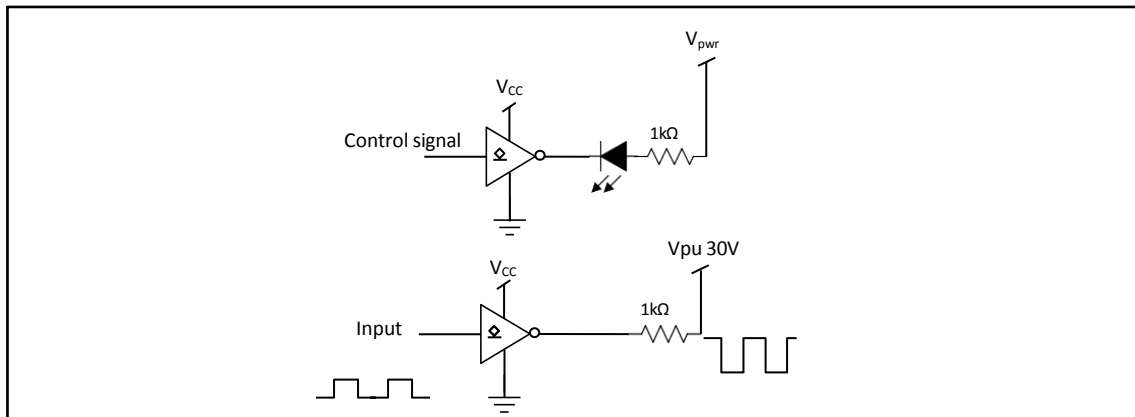 V_pwr
V_CC
1kΩ
Control signal
Vpu 30V
V_CC
1kΩ
Input